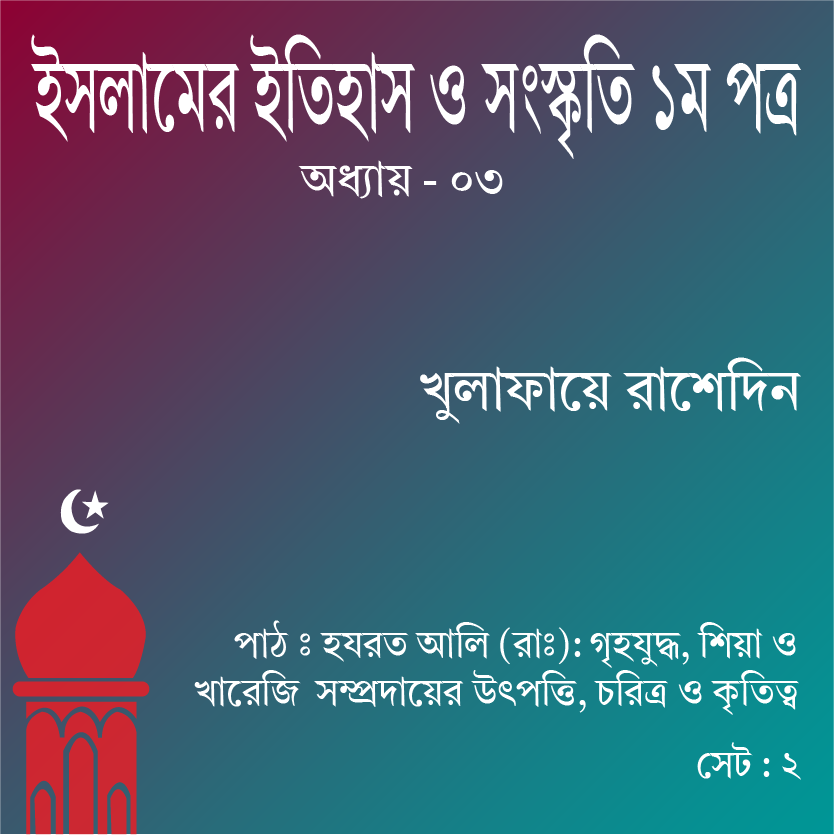 ইসলামের ইতিহাস ও সংস্কৃতি ১ম পত্র
অধ্যায় - ০৩
খুলাফায়ে রাশেদিন
পাঠ ঃ হযরত আলি (রাঃ): গৃহযুদ্ধ, শিয়া ও
খারেজি সম্প্রদায়ের উৎপত্তি, চরিত্র ও কৃতিত্ব
সেট : ২